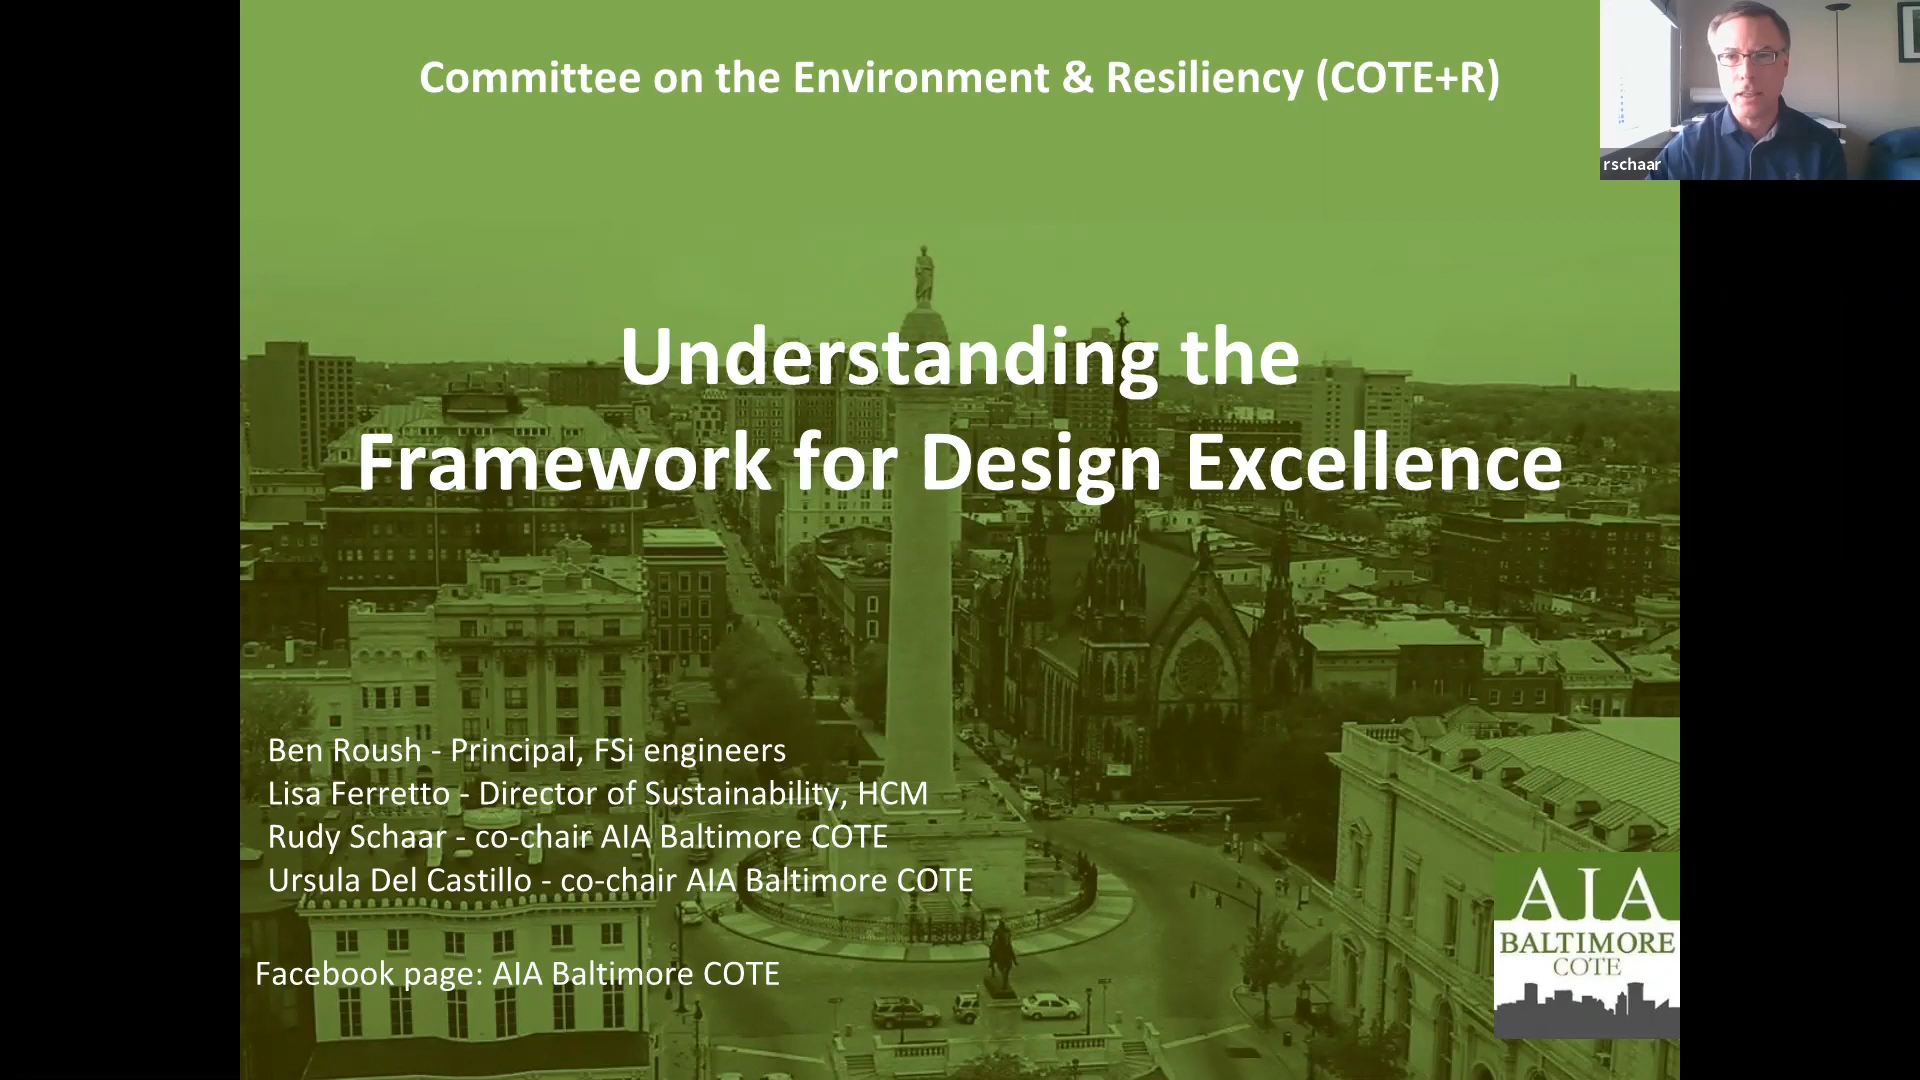 Committee on the Environment & Resiliency (COTE+R)
rschaar
Understanding the
Framework for Design Excellence
Ben Roush - Principal, FSi engineers
Lisa Ferretto - Director of Sustainability, HCM
Rudy Schaar - co-chair AIA Baltimore COTE
Ursula Del Castillo - co-chair AIA Baltimore COTE
Facebook page: AIA Baltimore COTE
AIA
BALTIMORE
COTE